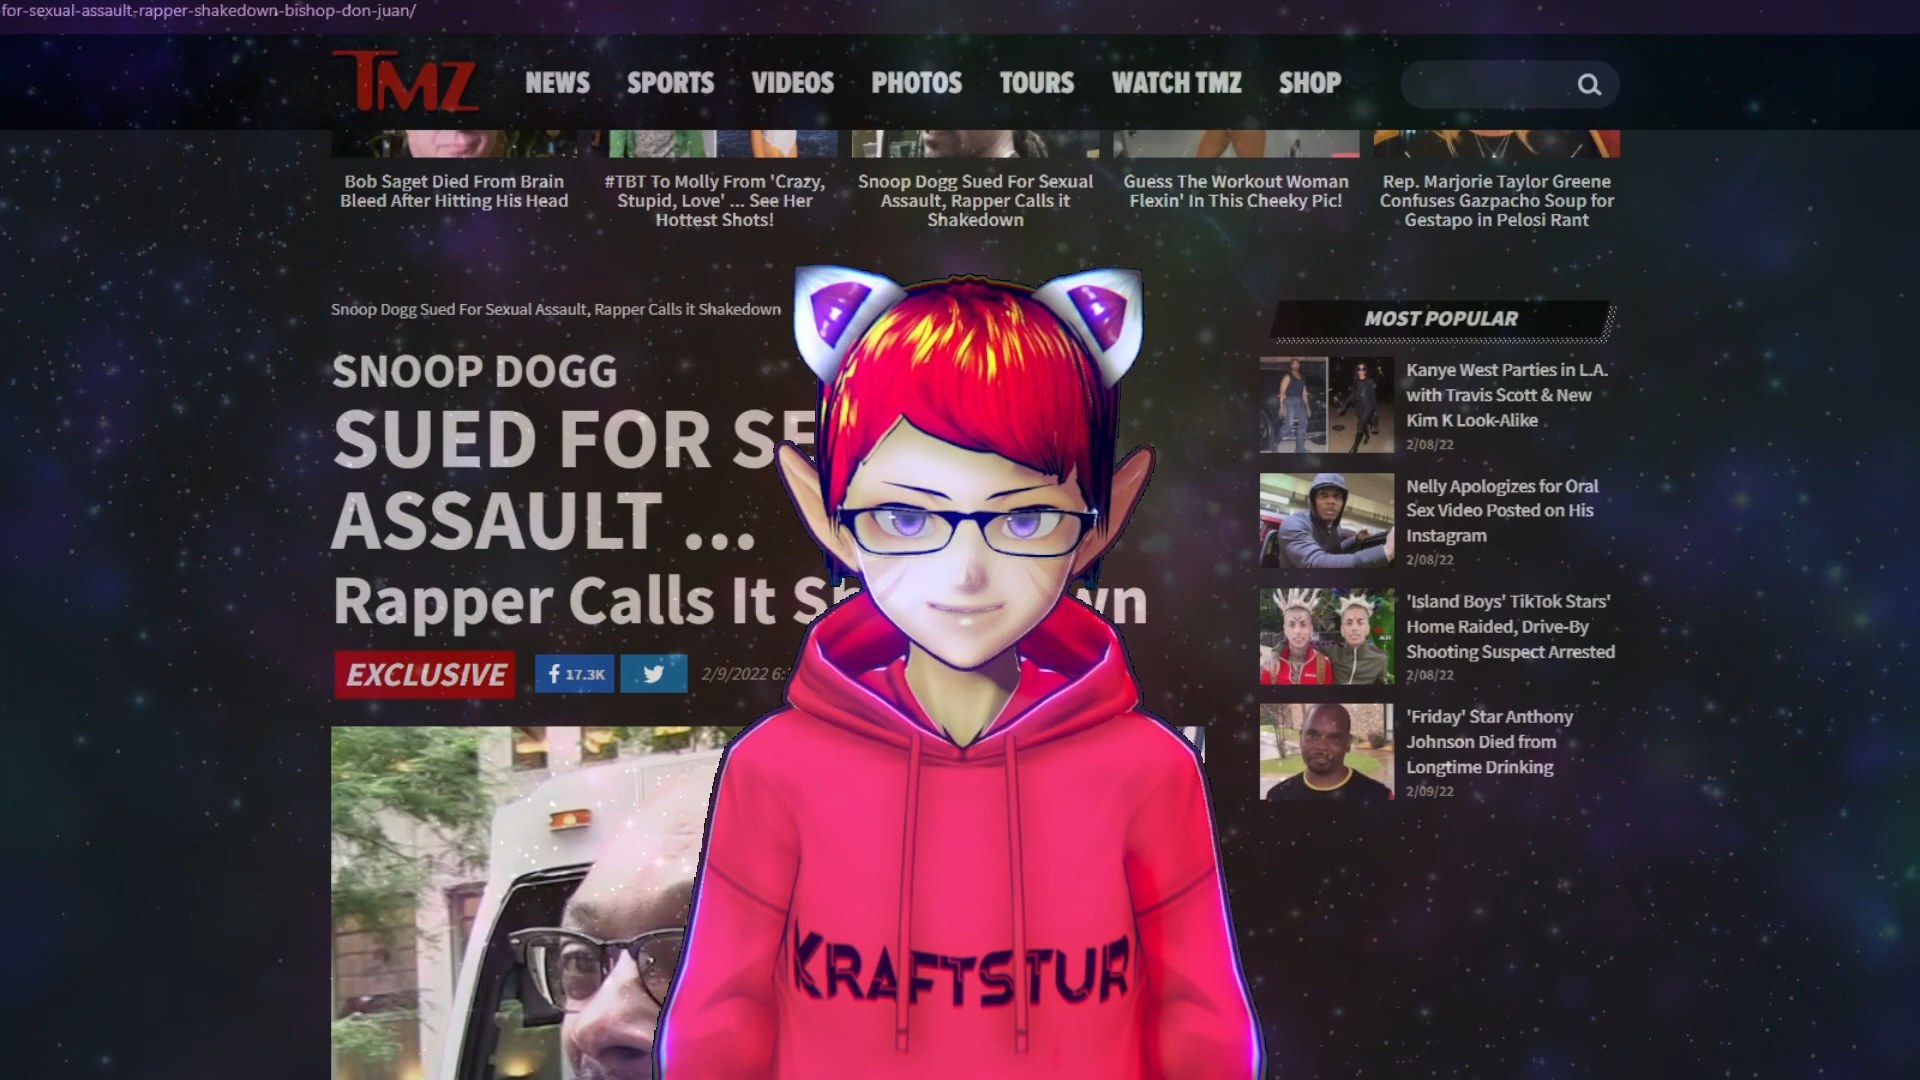 for-sexual-assault-rapper-shakedown-bishop-don-juan/
TMZ
NEWS SPORTS VIDEOS PHOTOS TOURS WATCH TMZ SHOP
Bob Saget Died From Brain
Bleed After Hitting His Head
#TBT To Molly From 'Crazy,
Stupid, Love' ... See Her
Hottest Shots!
Snoop Dogg Sued For Sexual
Assault, Rapper Calls it
Shakedown
Guess The Workout Woman
Flexin' In This Cheeky Pic!
Rep. Marjorie Taylor Greene
Confuses Gazpacho Soup for
Gestapo in Pelosi Rant
Snoop Dogg Sued For Sexual Assault, Rapper Calls it Shakedown
SNOOP DOGG
SUED FOR SE
ASSAULT ...
Rapper Calls It Sh wn
EXCLUSIVE
17.3K
2/9/2022 6:
KRAFTSTUR
MOST POPULAR
Kanye West Parties in L.A.
with Travis Scott & New
Kim K Look-Alike
2/08/22
Nelly Apologizes for Oral
Sex Video Posted on His
Instagram
2/08/22
'Island Boys' TikTok Stars'
Home Raided, Drive-By
Shooting Suspect Arrested
2/08/22
'Friday' Star Anthony
Johnson Died from
Longtime Drinking
2/09/22